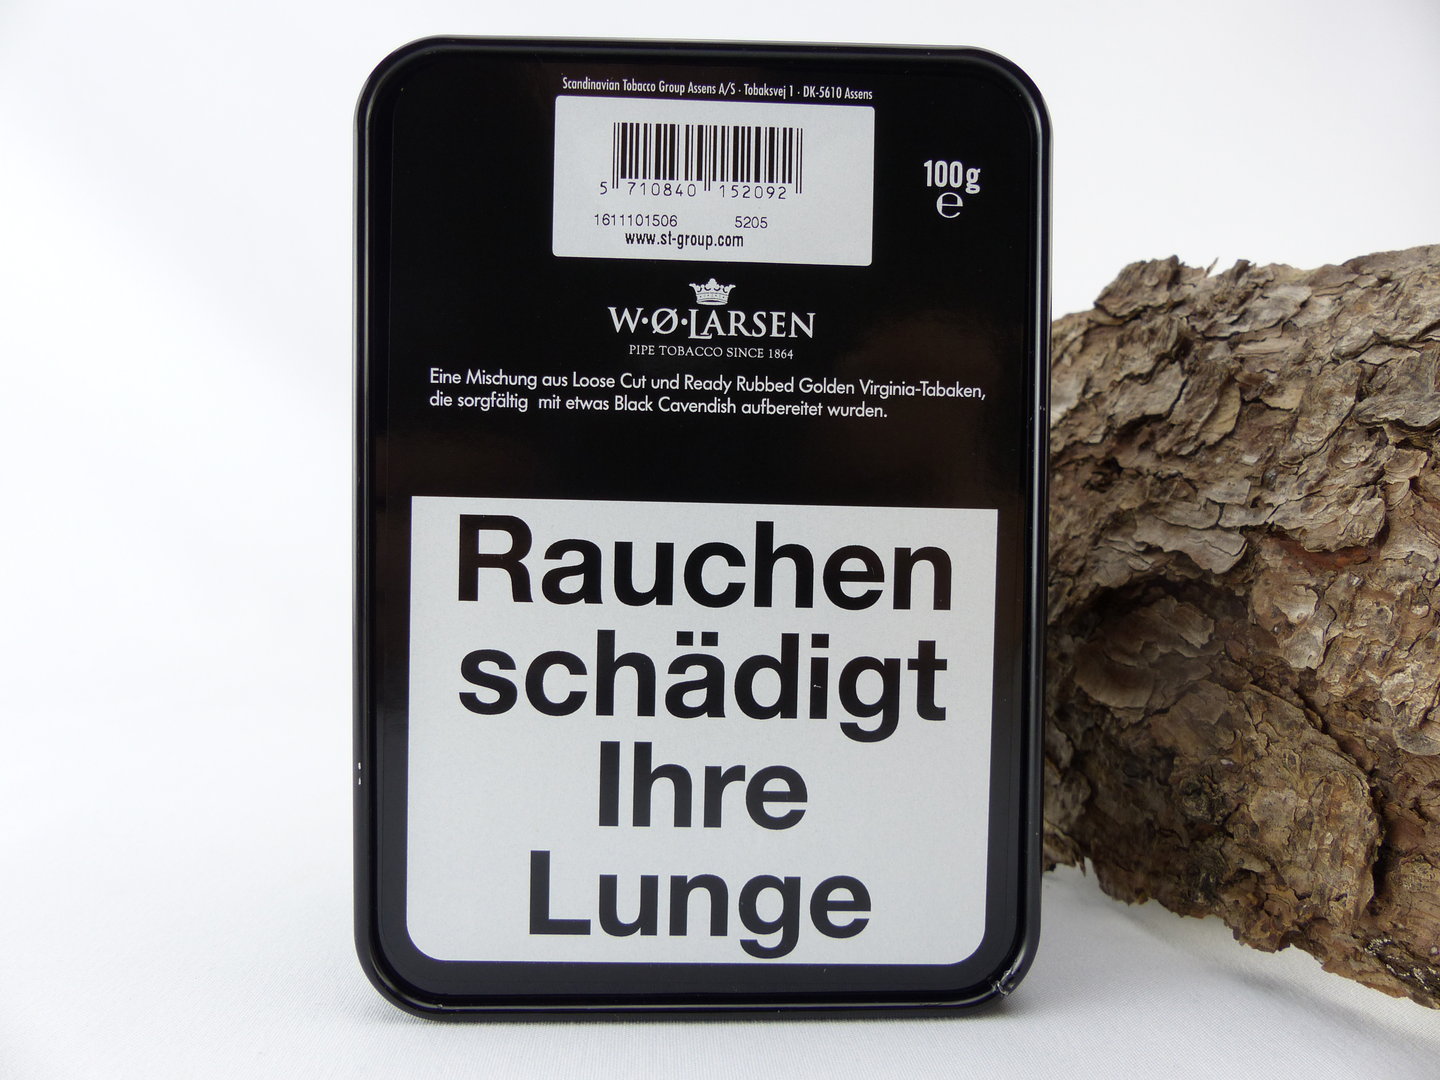 Scandinavian Tobacco Group Assens A/S · Tobaksvej 1 · DK-5610 Assens
5 710840 152092
1611101506 5205
www.st-group.com
100g
℮
W·Ø·LARSEN
PIPE TOBACCO SINCE 1864
Eine Mischung aus Loose Cut und Ready Rubbed Golden Virginia-Tabaken,
die sorgfältig mit etwas Black Cavendish aufbereitet wurden.
Rauchen
schädigt
Ihre
Lunge